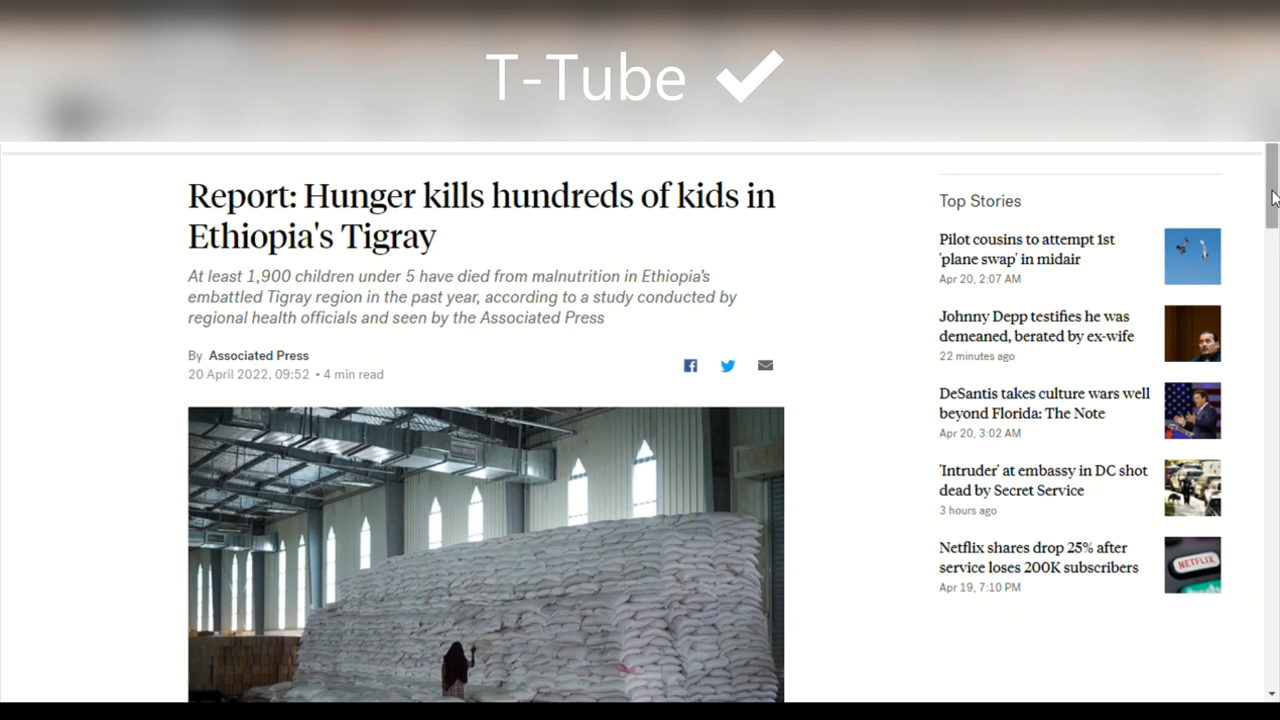 T-Tube
Report: Hunger kills hundreds of kids in
Ethiopia's Tigray
At least 1,900 children under 5 have died from malnutrition in Ethiopia's
embattled Tigray region in the past year, according to a study conducted by
regional health officials and seen by the Associated Press
By Associated Press
20 April 2022, 09:52 • 4 min read
Top Stories
Pilot cousins to attempt 1st
'plane swap' in midair
Apr 20, 2:07 AM
Johnny Depp testifies he was
demeaned, berated by ex-wife
22 minutes ago
DeSantis takes culture wars well
beyond Florida: The Note
Apr 20, 3:02 AM
'Intruder' at embassy in DC shot
dead by Secret Service
3 hours ago
Netflix shares drop 25% after
service loses 200K subscribers
Apr 19, 7:10 PM
NETFLIX